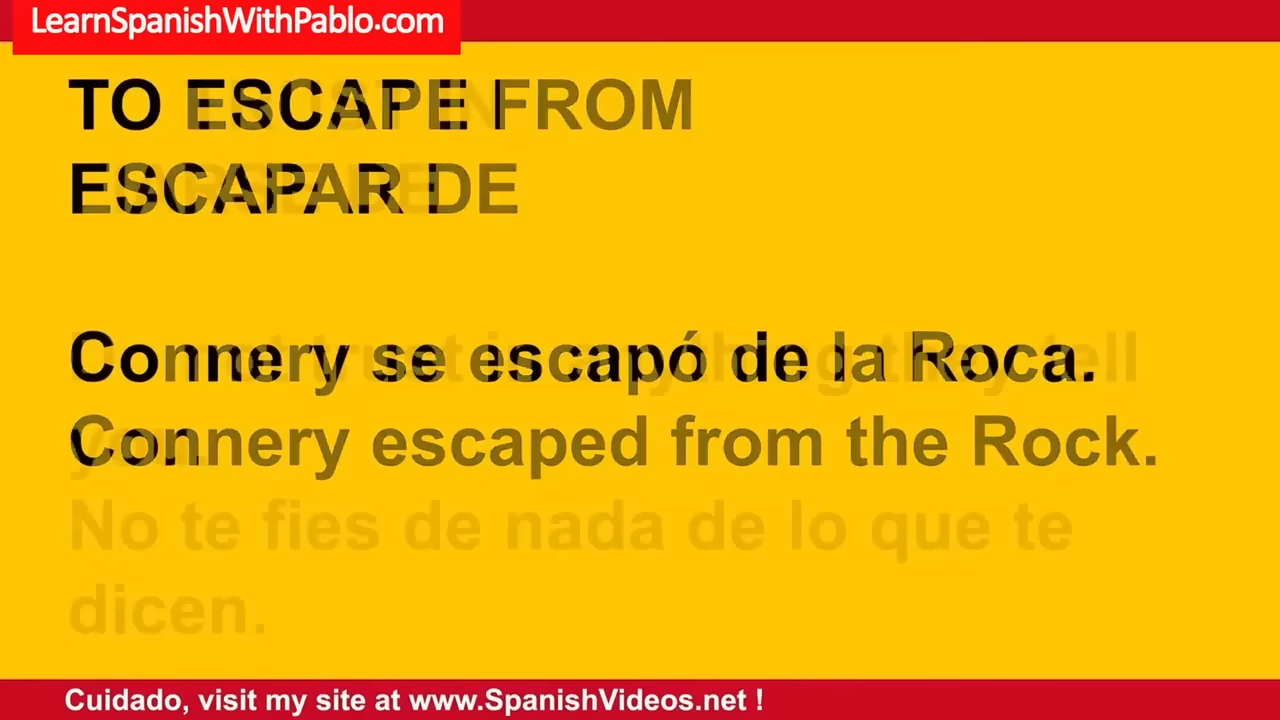 LearnSpanishWithPablo.com
TO ESCAPE FROM
ESCAPAR DE
Connery se escapó de la Roca.
Connery escaped from the Rock.
No te fies de nada de lo que te
dicen.
Cuidado, visit my site at www.SpanishVideos.net !